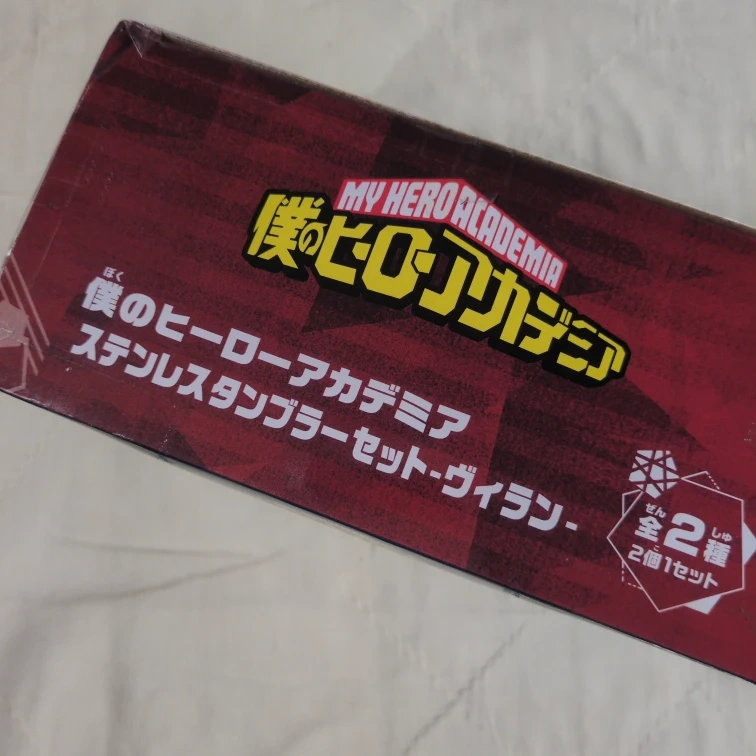 MY HERO ACADEMIA
僕のヒーローアカデミア
ぼく
僕のヒーローアカデミア
ステンレスタンブラーセット-ヴィラン-
ぜん しゅ
全2種
こ
2個1セット